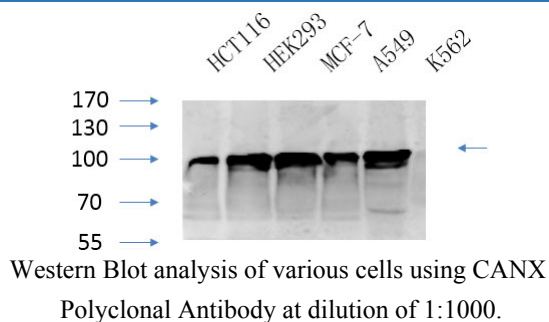 HCT116 HEK293 MCF-7 A549 K562
170
130
100
70
55
Western Blot analysis of various cells using CANX
Polyclonal Antibody at dilution of 1:1000.